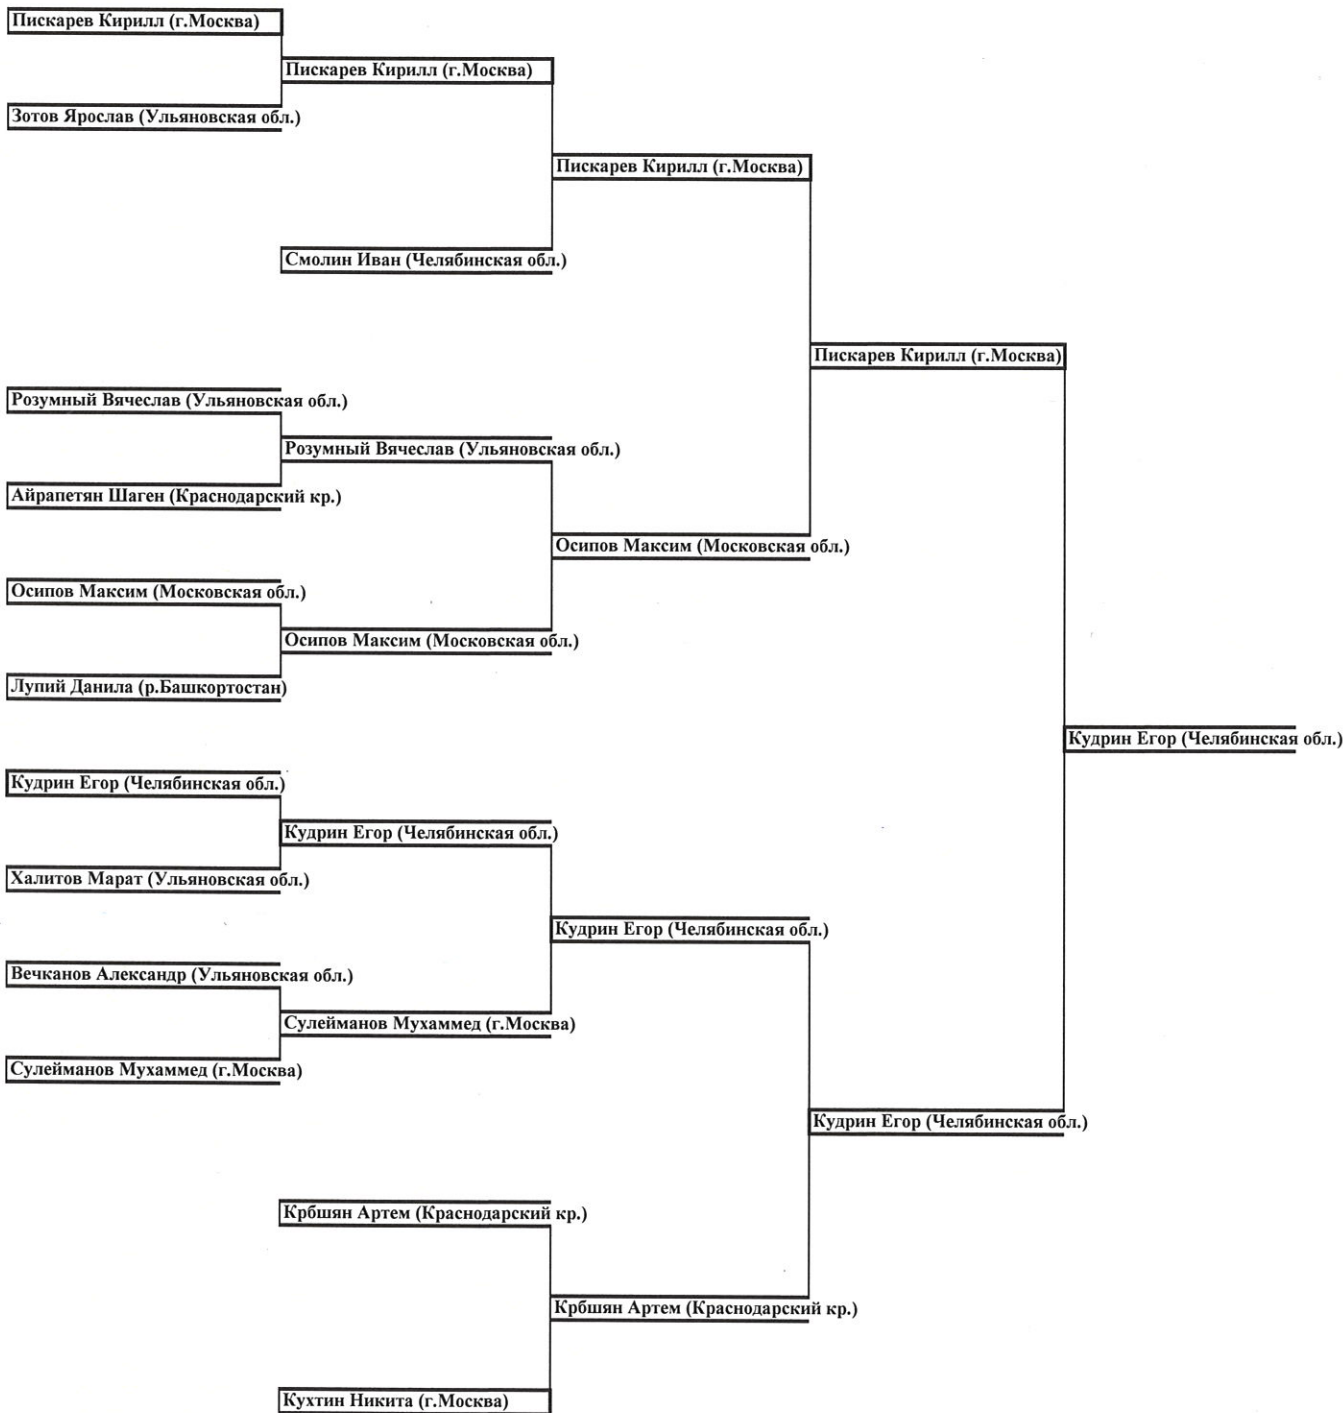 Пискарев Кирилл (г.Москва)
Пискарев Кирилл (г.Москва)
Зотов Ярослав (Ульяновская обл.)
Пискарев Кирилл (г.Москва)
Смолин Иван (Челябинская обл.)
Пискарев Кирилл (г.Москва)
Розумный Вячеслав (Ульяновская обл.)
Розумный Вячеслав (Ульяновская обл.)
Айрапетян Шаген (Краснодарский кр.)
Осипов Максим (Московская обл.)
Осипов Максим (Московская обл.)
Осипов Максим (Московская обл.)
Лупий Данила (р.Башкортостан)
Кудрин Егор (Челябинская обл.)
Кудрин Егор (Челябинская обл.)
Кудрин Егор (Челябинская обл.)
Халитов Марат (Ульяновская обл.)
Кудрин Егор (Челябинская обл.)
Вечканов Александр (Ульяновская обл.)
Сулейманов Мухаммед (г.Москва)
Сулейманов Мухаммед (г.Москва)
Кудрин Егор (Челябинская обл.)
Крбшян Артем (Краснодарский кр.)
Крбшян Артем (Краснодарский кр.)
Кухтин Никита (г.Москва)